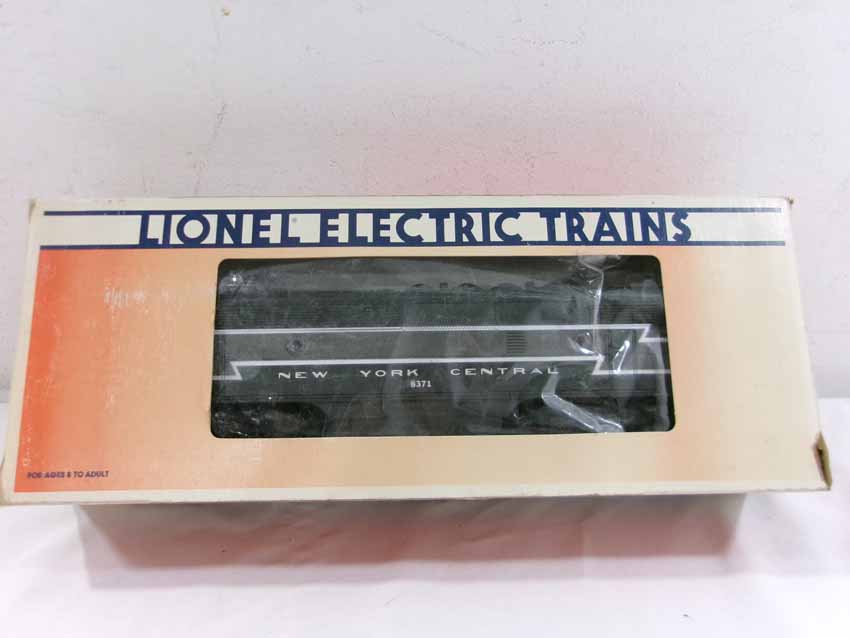 LIONEL® ELECTRIC TRAINS
NEW YORK CENTRAL
8371
FOR AGES 8 TO ADULT